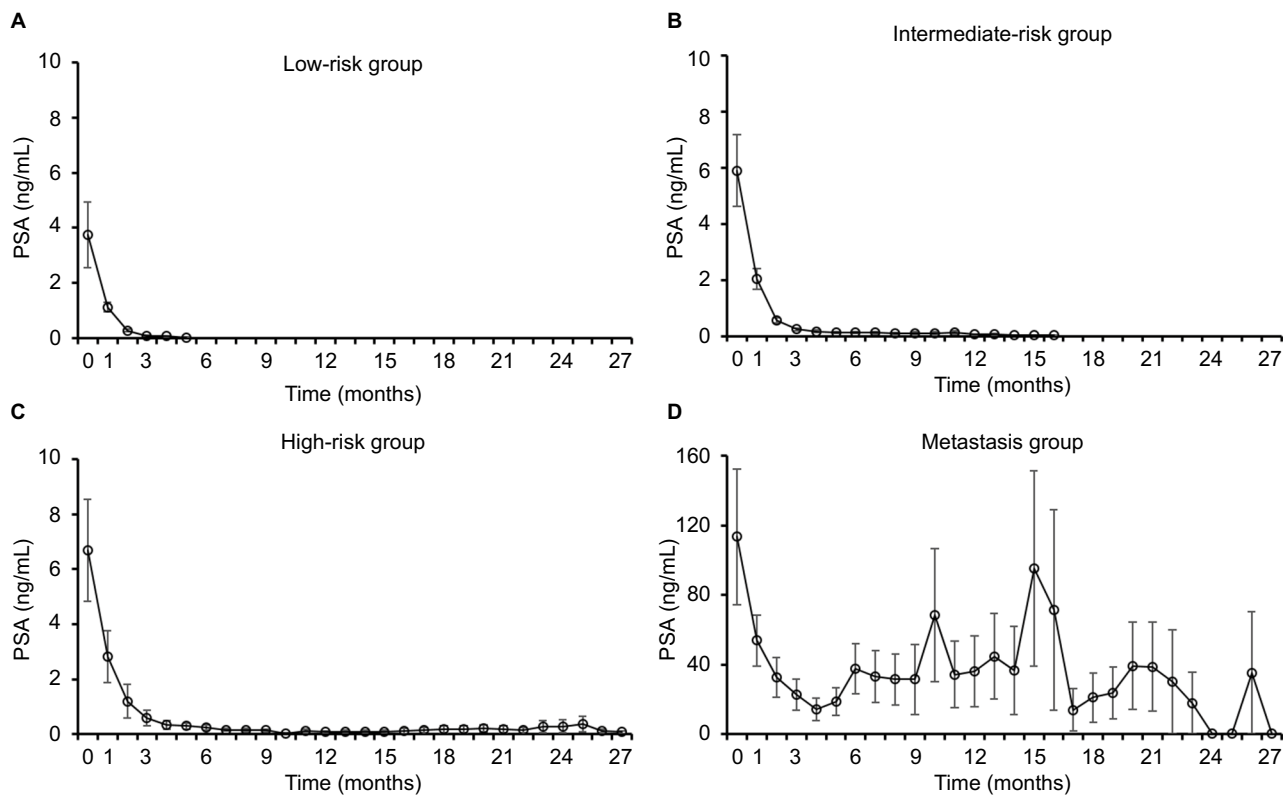 A
Low-risk group
10
8
6
4
2
0
PSA (ng/mL)
0 1 3 6 9 12 15 18 21 24 27
Time (months)
B
Intermediate-risk group
10
8
6
4
2
0
PSA (ng/mL)
0 1 3 6 9 12 15 18 21 24 27
Time (months)
C
High-risk group
10
8
6
4
2
0
PSA (ng/mL)
0 1 3 6 9 12 15 18 21 24 27
Time (months)
D
Metastasis group
160
120
80
40
0
PSA (ng/mL)
0 1 3 6 9 12 15 18 21 24 27
Time (months)